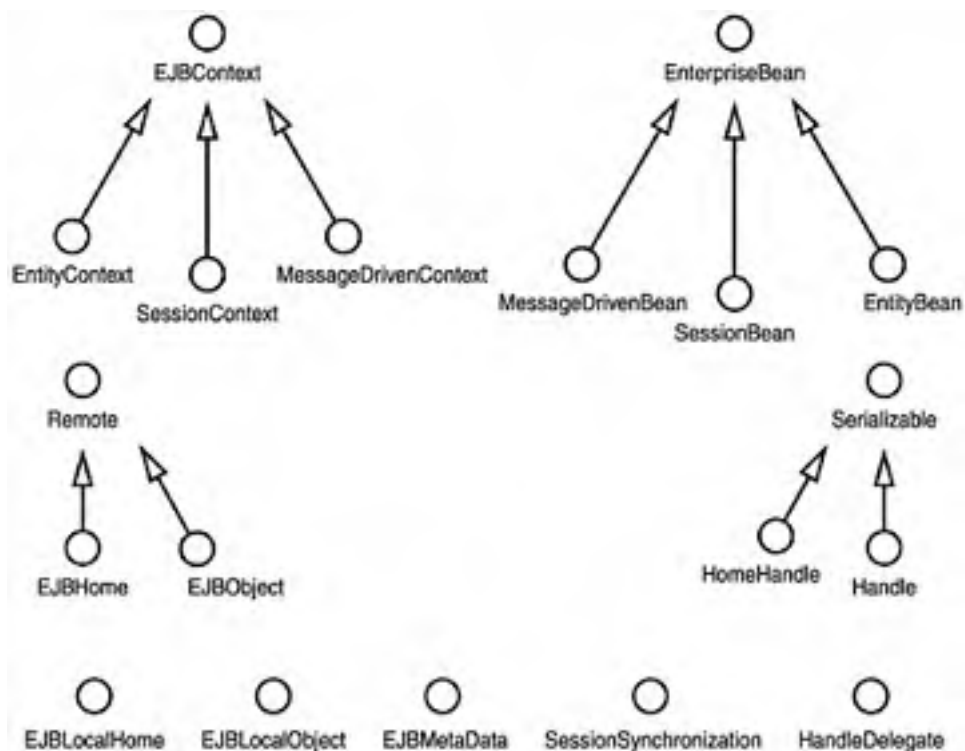 EJBContext
EnterpriseBean
EntityContext
MessageDrivenContext
SessionContext
MessageDrivenBean
EntityBean
SessionBean
Remote
Serializable
EJBHome
EJBObject
HomeHandle
Handle
EJBLocalHome
EJBLocalObject
EJBMetaData
SessionSynchronization
HandleDelegate